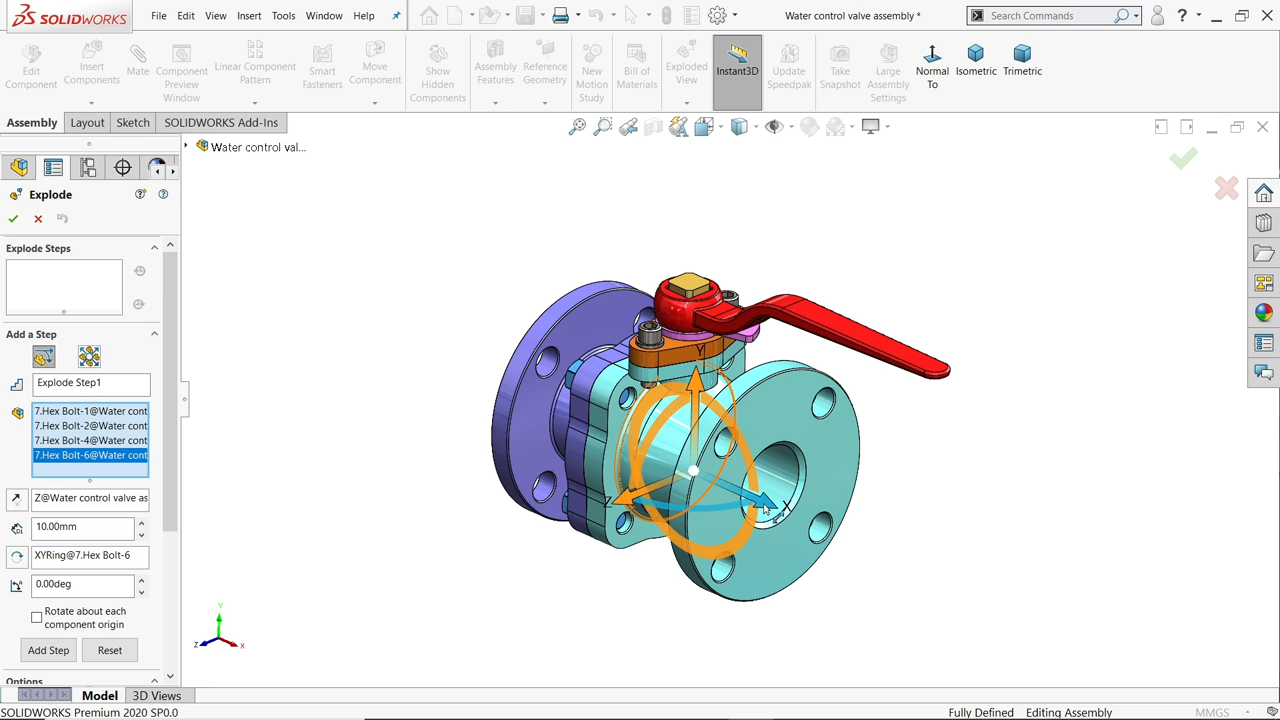 SOLIDWORKS
File Edit View Insert Tools Window Help
Water control valve assembly *
Search Commands
Edit Component
Insert Components
Mate
Component Preview Window
Linear Component Pattern
Smart Fasteners
Move Component
Show Hidden Components
Assembly Features
Reference Geometry
New Motion Study
Bill of Materials
Exploded View
Instant3D
Update Speedpak
Take Snapshot
Large Assembly Settings
Normal To
Isometric
Trimetric
Assembly Layout Sketch SOLIDWORKS Add-Ins
Water control val...
Explode
Explode Steps
Add a Step
Explode Step1
7.Hex Bolt-1@Water cont
7.Hex Bolt-2@Water cont
7.Hex Bolt-4@Water cont
7.Hex Bolt-6@Water cont
Z@Water control valve as
10.00mm
XYRing@7.Hex Bolt-6
0.00deg
Rotate about each
component origin
Add Step Reset
Options
Y
Z
X
Y
Z
X
Model 3D Views
SOLIDWORKS Premium 2020 SP0.0
Fully Defined Editing Assembly MMGS